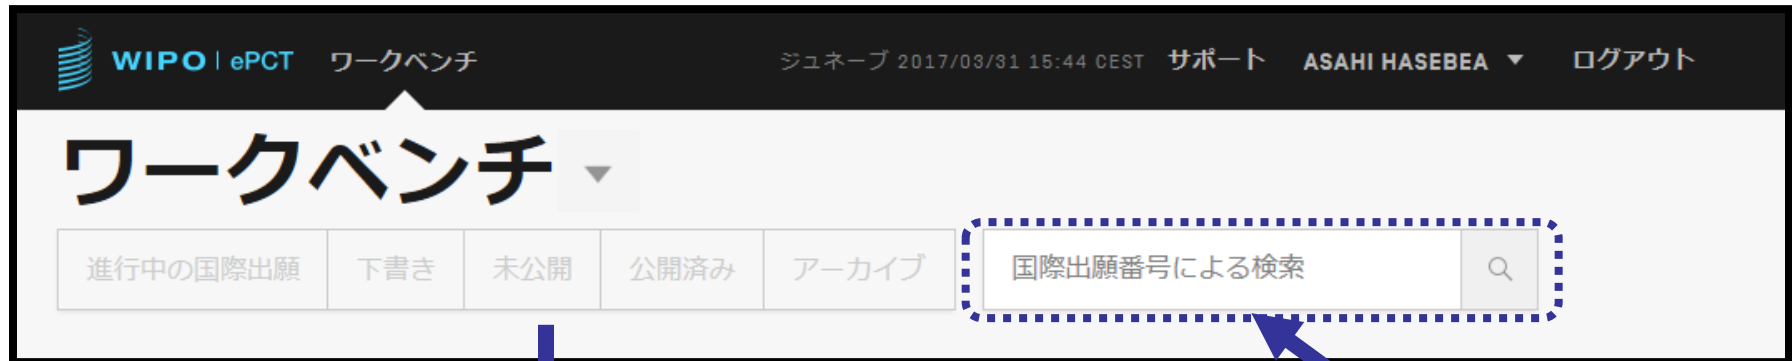 WIPO | ePCT ワークベンチ ジュネーブ 2017/03/31 15:44 CEST サポート ASAHI HASEBEA ログアウト
ワークベンチ
進行中の国際出願 下書き 未公開 公開済み アーカイブ 国際出願番号による検索